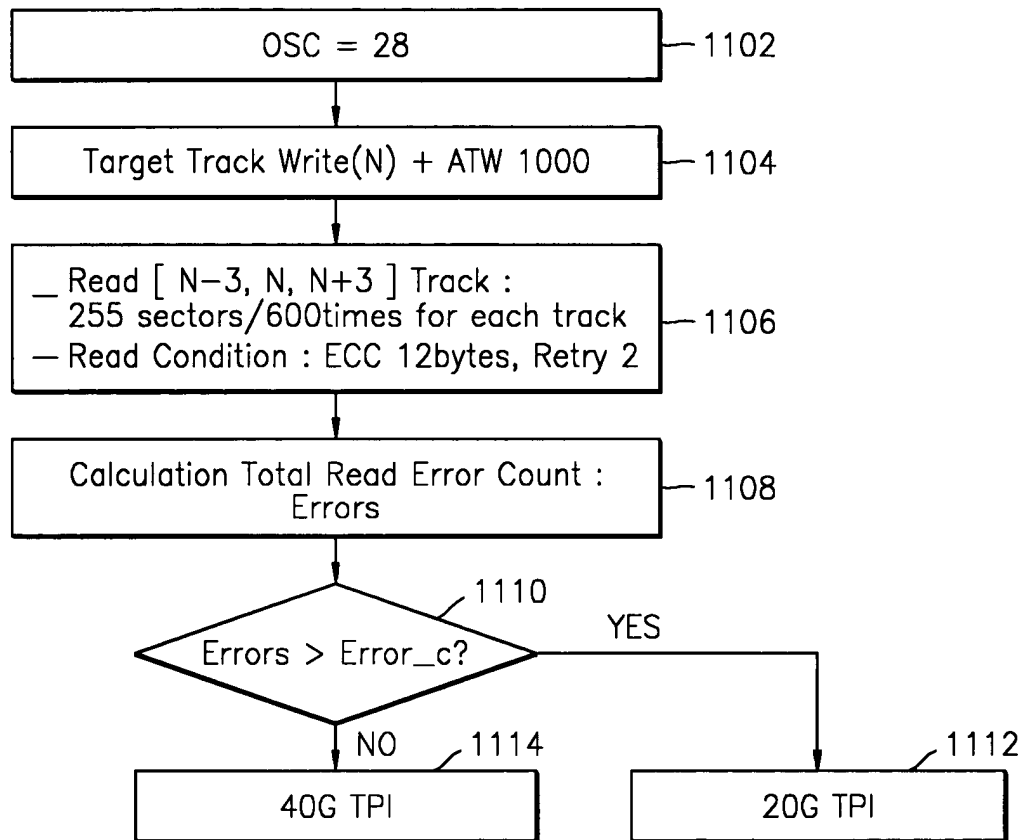 OSC = 28
1102
Target Track Write(N) + ATW 1000
1104
— Read [ N−3, N, N+3 ] Track :
255 sectors/600times for each track
— Read Condition : ECC 12bytes, Retry 2
1106
Calculation Total Read Error Count :
Errors
1108
1110
Errors > Error_c?
YES
NO
1114
1112
40G TPI
20G TPI